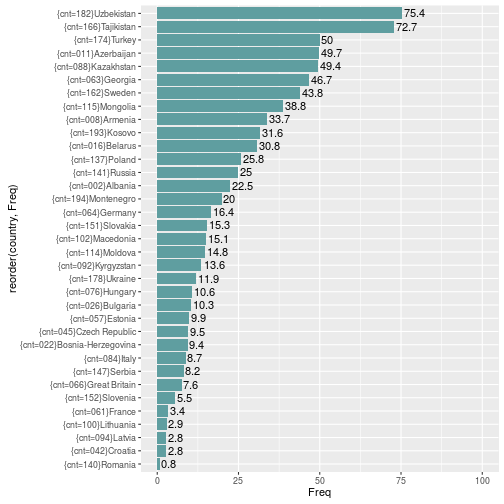 {cnt=182}Uzbekistan 75.4
{cnt=166}Tajikistan 72.7
{cnt=174}Turkey 50
{cnt=011}Azerbaijan 49.7
{cnt=088}Kazakhstan 49.4
{cnt=063}Georgia 46.7
{cnt=162}Sweden 43.8
{cnt=115}Mongolia 38.8
{cnt=008}Armenia 33.7
{cnt=193}Kosovo 31.6
{cnt=016}Belarus 30.8
{cnt=137}Poland 25.8
{cnt=141}Russia 25
{cnt=002}Albania 22.5
{cnt=194}Montenegro 20
{cnt=064}Germany 16.4
{cnt=151}Slovakia 15.3
{cnt=102}Macedonia 15.1
{cnt=114}Moldova 14.8
{cnt=092}Kyrgyzstan 13.6
{cnt=178}Ukraine 11.9
{cnt=076}Hungary 10.6
{cnt=026}Bulgaria 10.3
{cnt=057}Estonia 9.9
{cnt=045}Czech Republic 9.5
{cnt=022}Bosnia-Herzegovina 9.4
{cnt=084}Italy 8.7
{cnt=147}Serbia 8.2
{cnt=066}Great Britain 7.6
{cnt=152}Slovenia 5.5
{cnt=061}France 3.4
{cnt=100}Lithuania 2.9
{cnt=094}Latvia 2.8
{cnt=042}Croatia 2.8
{cnt=140}Romania 0.8
0 25 50 75 100
Freq
reorder(country, Freq)